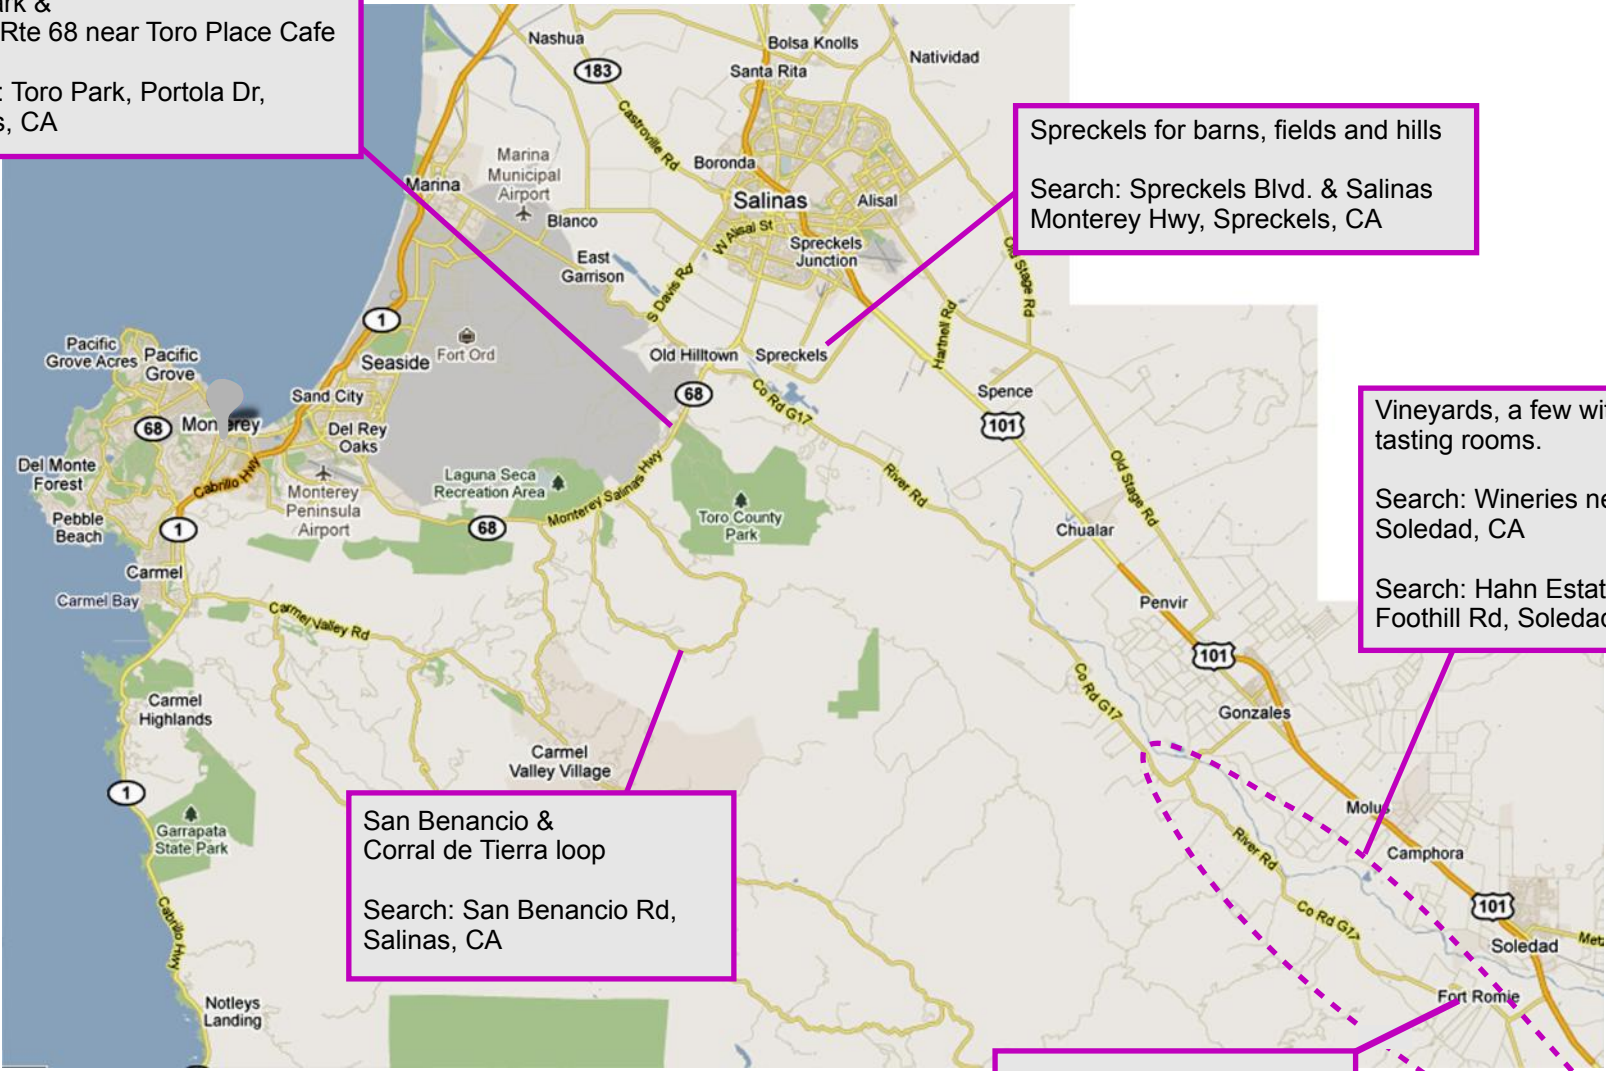 Rte 68 near Toro Place Cafe
: Toro Park, Portola Dr,
CA
Spreckels for barns, fields and hills
Search: Spreckels Blvd. & Salinas
Monterey Hwy, Spreckels, CA
Vineyards, a few
tasting rooms.
Search: Wineries
Soledad, CA
Search: Hahn
Foothill Rd,
San Benancio &
Corral de Tierra loop
Search: San Benancio Rd,
Salinas, CA
Nashua
183
Bolsa Knolls
Santa Rita
Natividad
Castroville Rd
Marina
Municipal
Airport
Boronda
Marina
Salinas
Alisal
Blanco
W Alisal St
Spreckels
Junction
East
Garrison
S Davis Rd
Old Stage Rd
Hartnell Rd
1
Fort Ord
Pacific
Grove Acres
Pacific
Grove
Seaside
Old Hilltown
Spreckels
Sand City
68
Co Rd G17
Spence
101
68
Monterey
Del Rey
Oaks
Del Monte
Forest
Cabrillo Hwy
Monterey
Peninsula
Airport
Laguna Seca
Recreation Area
Monterey Salinas Hwy
River Rd
Old Stage Rd
Pebble
Beach
1
68
Toro County
Park
Chualar
Carmel
Carmel Bay
Carmel Valley Rd
Penvir
101
Co Rd G17
Carmel
Highlands
Gonzales
Carmel
Valley Village
1
Garrapata
State Park
Molus
River Rd
Camphora
101
Co Rd G17
Soledad
Cabrillo Hwy
Fort Romie
Notleys
Landing